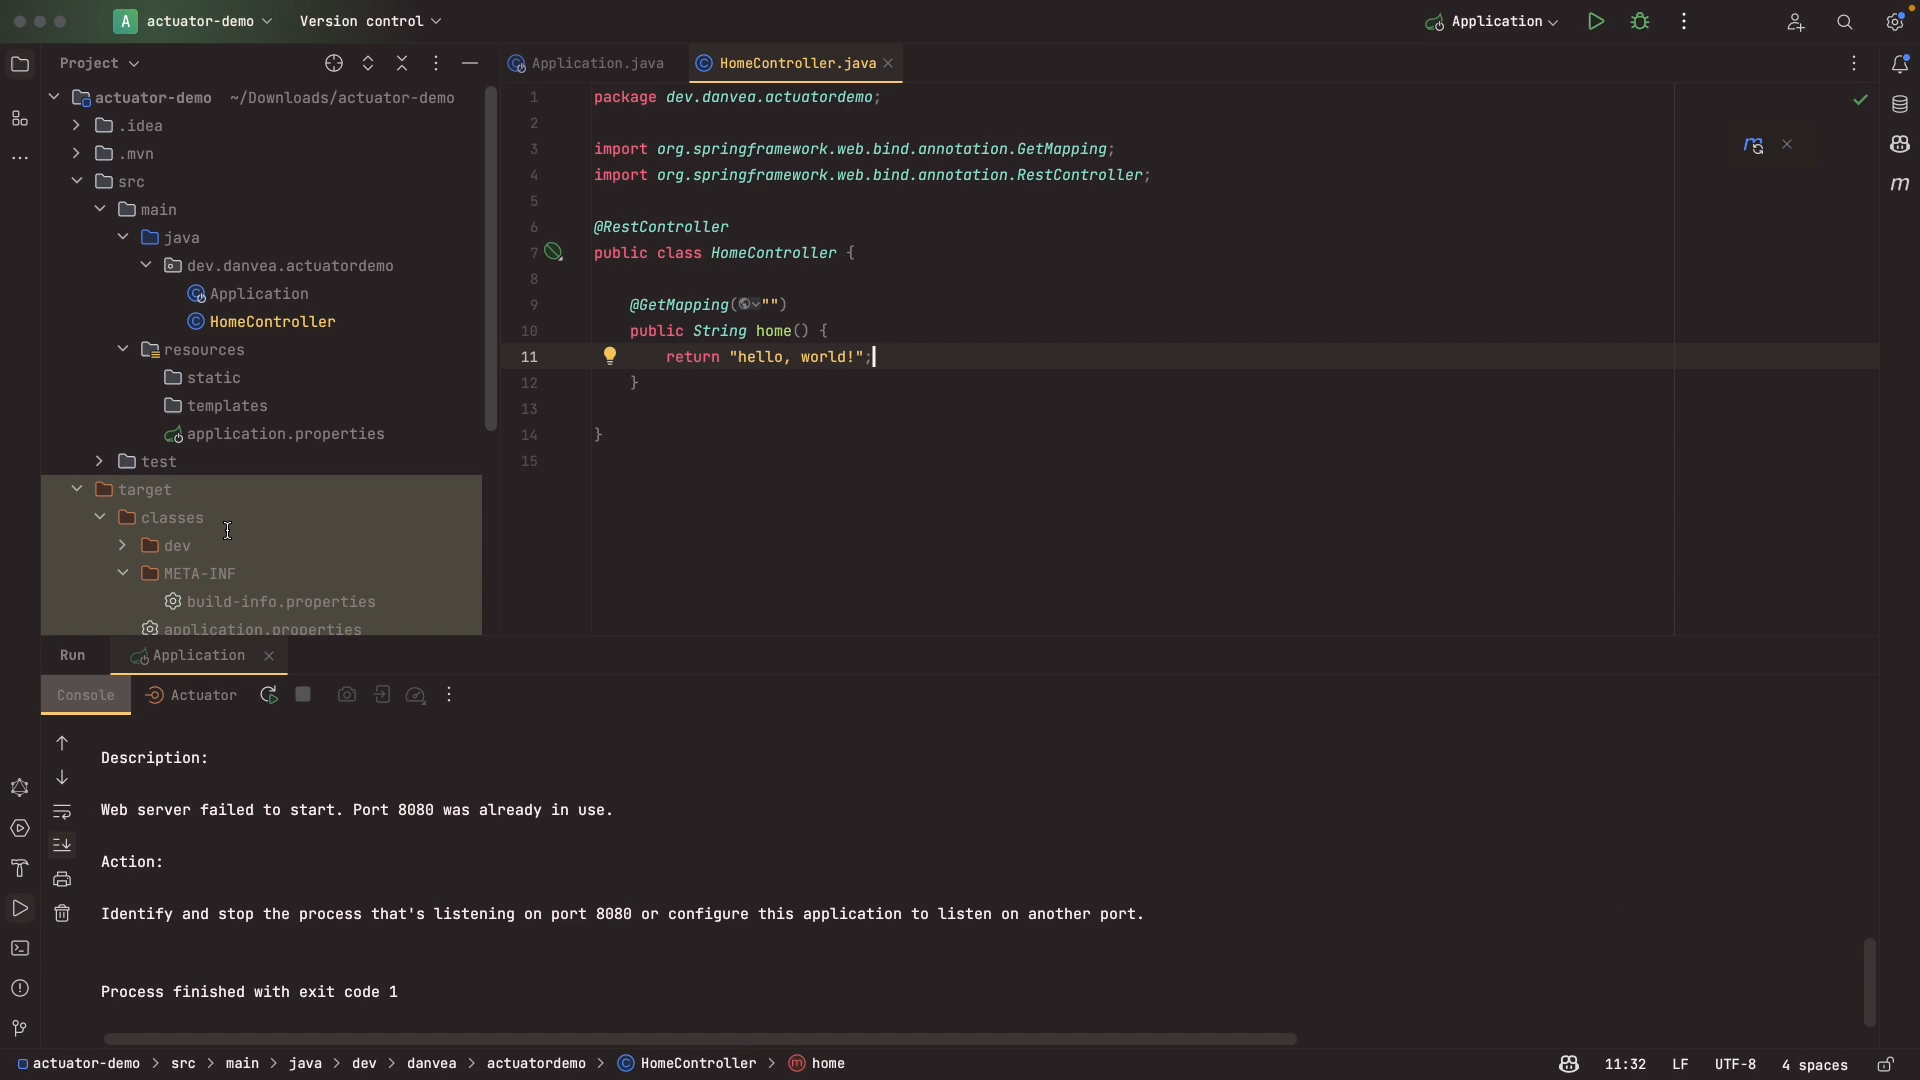 A actuator-demo Version control Application
Project
actuator-demo ~/Downloads/actuator-demo
.idea
.mvn
src
main
java
dev.danvea.actuatordemo
Application
HomeController
resources
static
templates
application.properties
test
target
classes
dev
META-INF
build-info.properties
application.properties
Application.java HomeController.java
1 package dev.danvea.actuatordemo;
2
3 import org.springframework.web.bind.annotation.GetMapping;
4 import org.springframework.web.bind.annotation.RestController;
5
6 @RestController
7 public class HomeController {
8
9 @GetMapping("")
10 public String home() {
11 return "hello, world!";
12 }
13
14 }
15
m
m
Run Application
Console Actuator
Description:
Web server failed to start. Port 8080 was already in use.
Action:
Identify and stop the process that's listening on port 8080 or configure this application to listen on another port.
Process finished with exit code 1
actuator-demo > src > main > java > dev > danvea > actuatordemo > C HomeController > m home 11:32 LF UTF-8 4 spaces